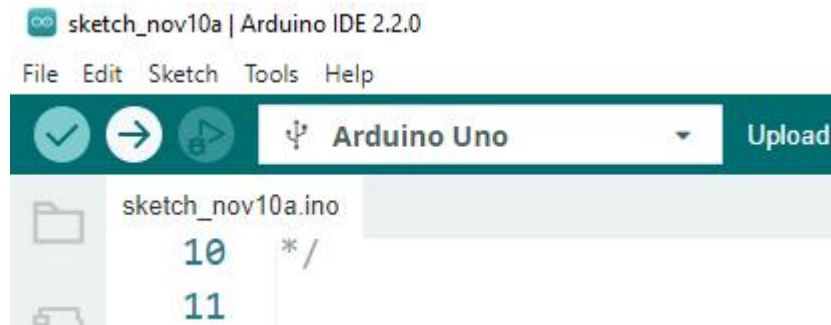 sketch_nov10a | Arduino IDE 2.2.0
File Edit Sketch Tools Help
Arduino Uno Upload
sketch_nov10a.ino
10 */
11